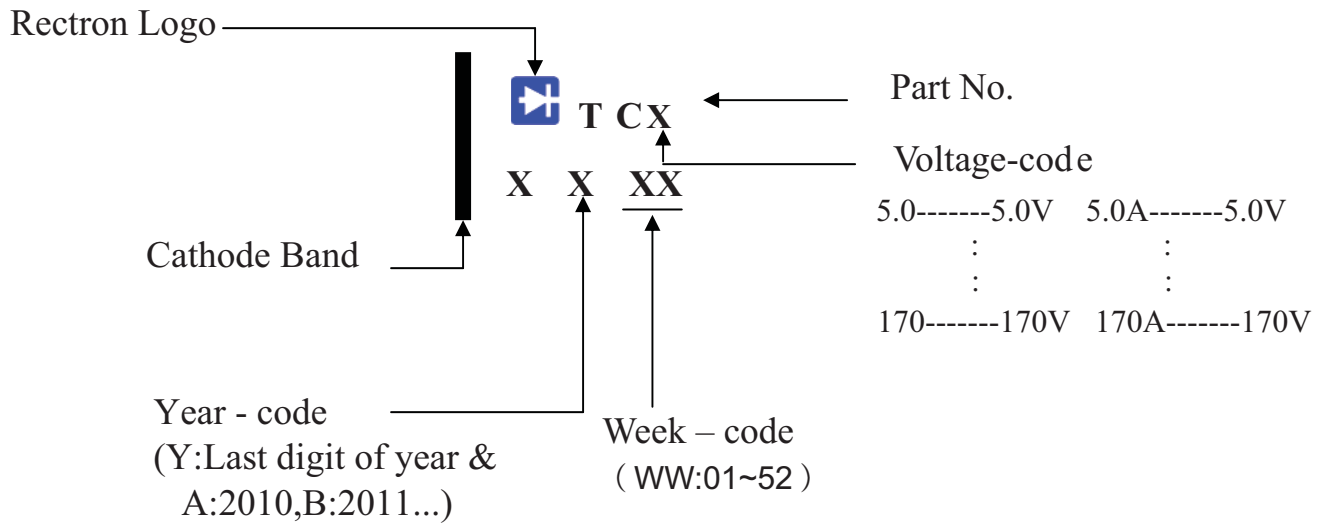 Rectron Logo
T CX
Part No.
Voltage-code
X X XX
5.0-------5.0V 5.0A-------5.0V
: :
: :
170-------170V 170A-------170V
Cathode Band
Year - code
(Y:Last digit of year &
A:2010,B:2011...)
Week – code
（WW:01~52）